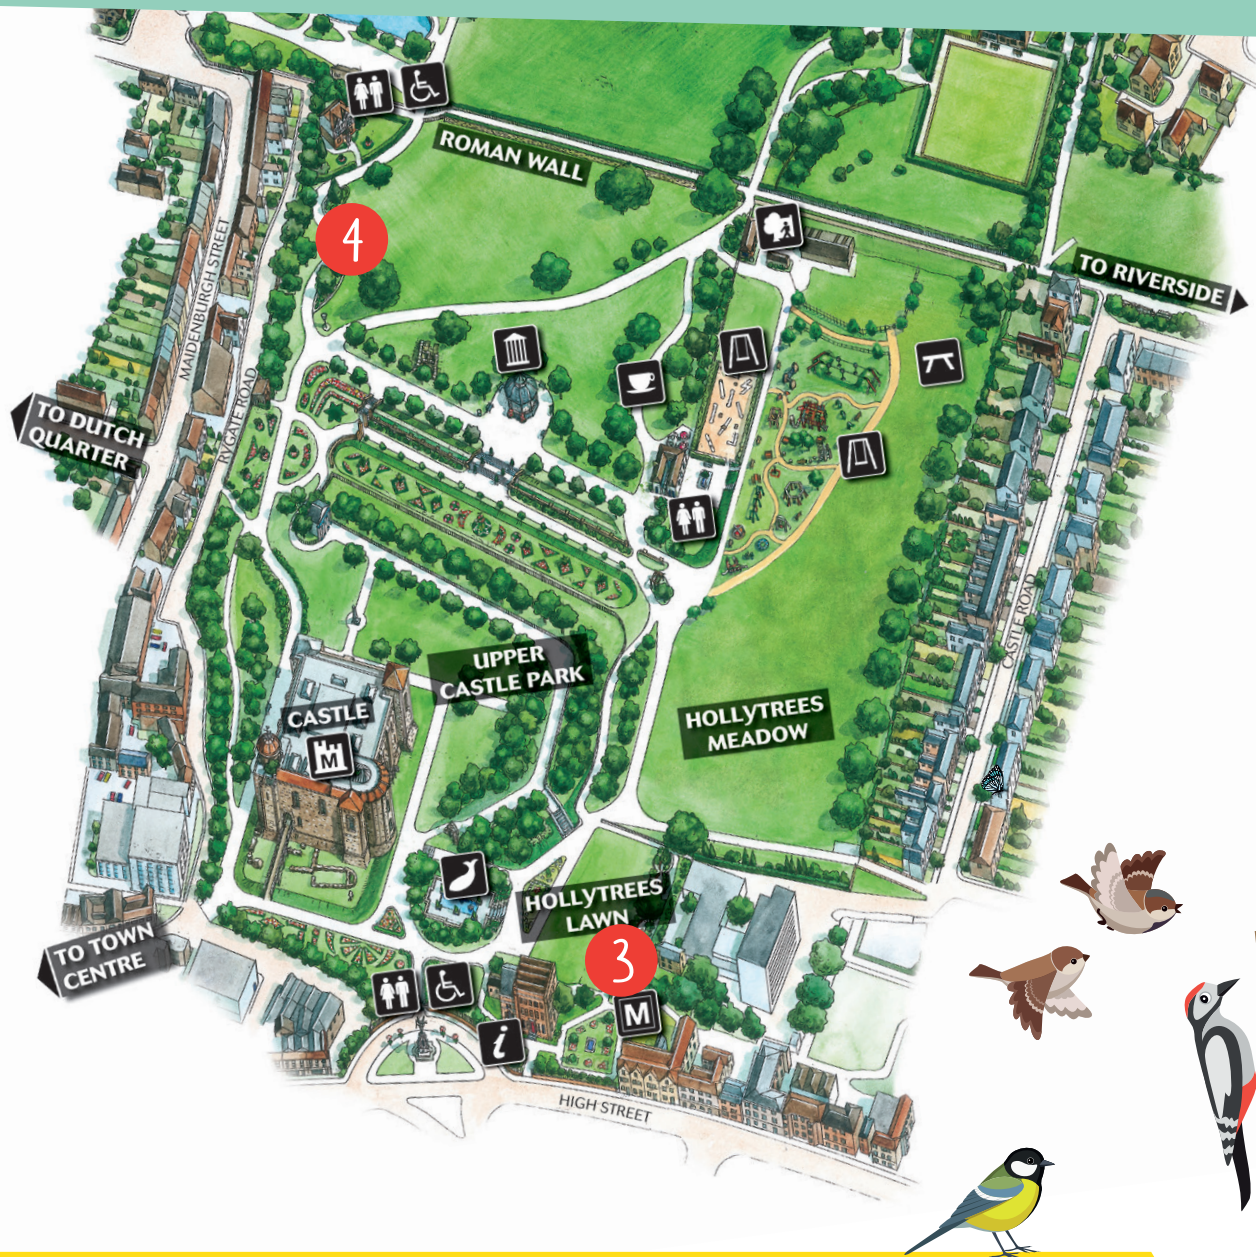 ROMAN WALL
4
MAIDENBURGH STREET
TO RIVERSIDE
TO DUTCH
QUARTER
RYGATE ROAD
UPPER
CASTLE PARK
CASTLE ROAD
CASTLE
M
HOLLYTREES
MEADOW
HOLLYTREES
LAWN
TO TOWN
CENTRE
3
M
i
HIGH STREET